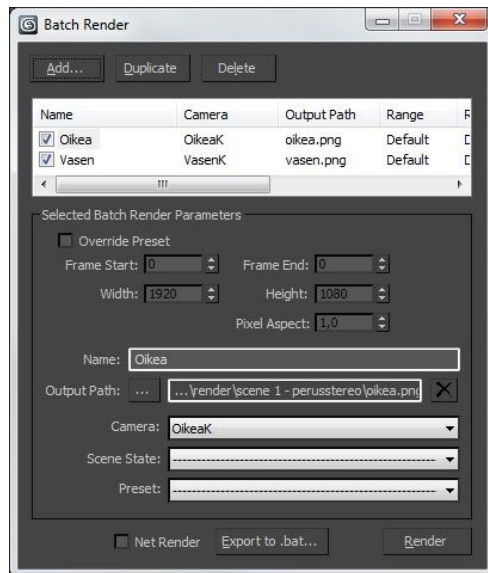 Batch Render
Add... Duplicate Delete
Name Camera Output Path Range
Oikea OikeaK oikea.png Default
Vasen VasenK vasen.png Default
Selected Batch Render Parameters
Override Preset
Frame Start: 0 Frame End: 0
Width: 1920 Height: 1080
Pixel Aspect: 1,0
Name: Oikea
Output Path: ... ...\render\scene 1 - perusstereo\oikea.png
Camera: OikeaK
Scene State:
Preset:
Net Render Export to .bat... Render